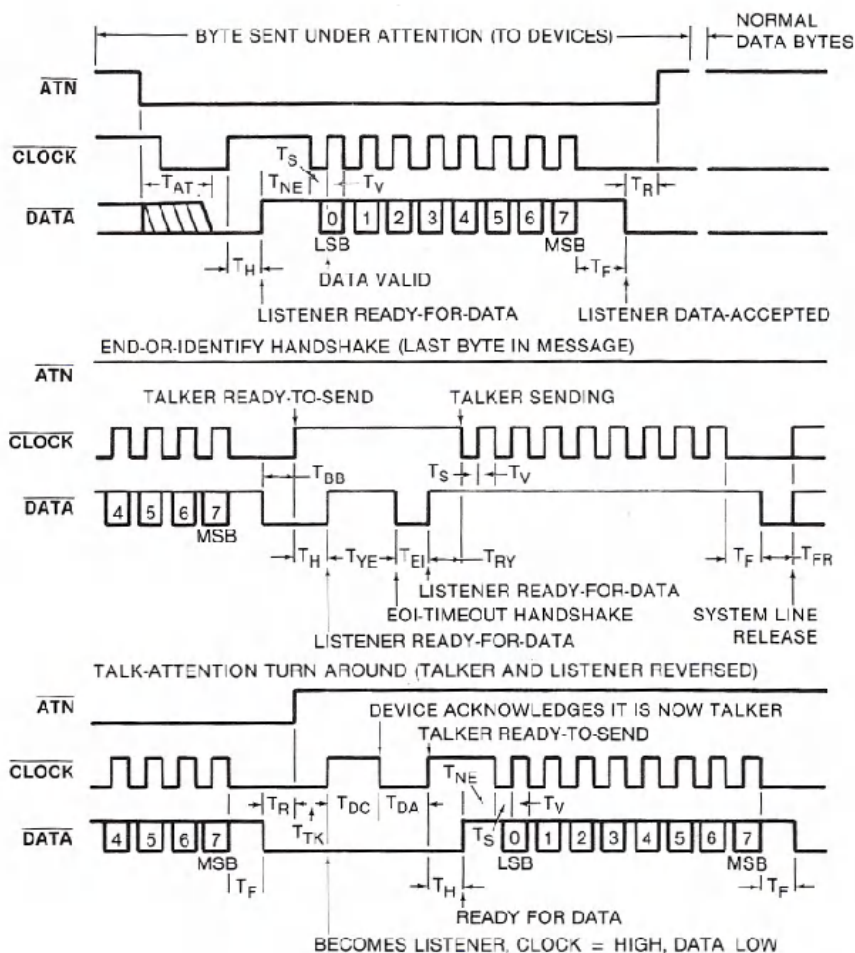 BYTE SENT UNDER ATTENTION (TO DEVICES)
NORMAL
DATA BYTES
ATN
CLOCK
TS
TAT
TNE
TV
TR
DATA
0 1 2 3 4 5 6 7
LSB
MSB
TH
TF
DATA VALID
LISTENER READY-FOR-DATA
LISTENER DATA-ACCEPTED
END-OR-IDENTIFY HANDSHAKE (LAST BYTE IN MESSAGE)
ATN
TALKER READY-TO-SEND
TALKER SENDING
CLOCK
TBB
TS
TV
DATA
4 5 6 7
MSB
TH
TYE
TEI
TRY
TF
TFR
LISTENER READY-FOR-DATA
EOI-TIMEOUT HANDSHAKE
SYSTEM LINE
RELEASE
LISTENER READY-FOR-DATA
TALK-ATTENTION TURN AROUND (TALKER AND LISTENER REVERSED)
ATN
DEVICE ACKNOWLEDGES IT IS NOW TALKER
TALKER READY-TO-SEND
CLOCK
TNE
TR
TDC
TDA
TV
TTK
TS
DATA
4 5 6 7
0 1 2 3 4 5 6 7
MSB
LSB
MSB
TF
TH
TF
READY FOR DATA
BECOMES LISTENER, CLOCK = HIGH, DATA LOW